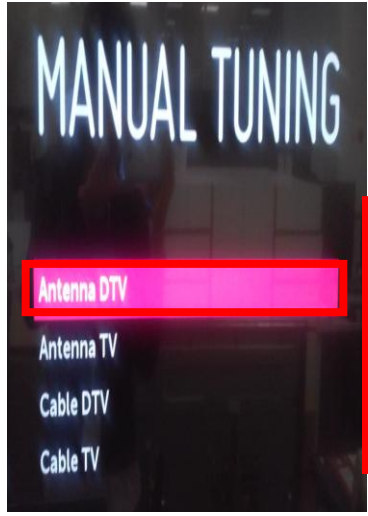 MANUAL TUNING
Antenna DTV
Antenna TV
Cable DTV
Cable TV